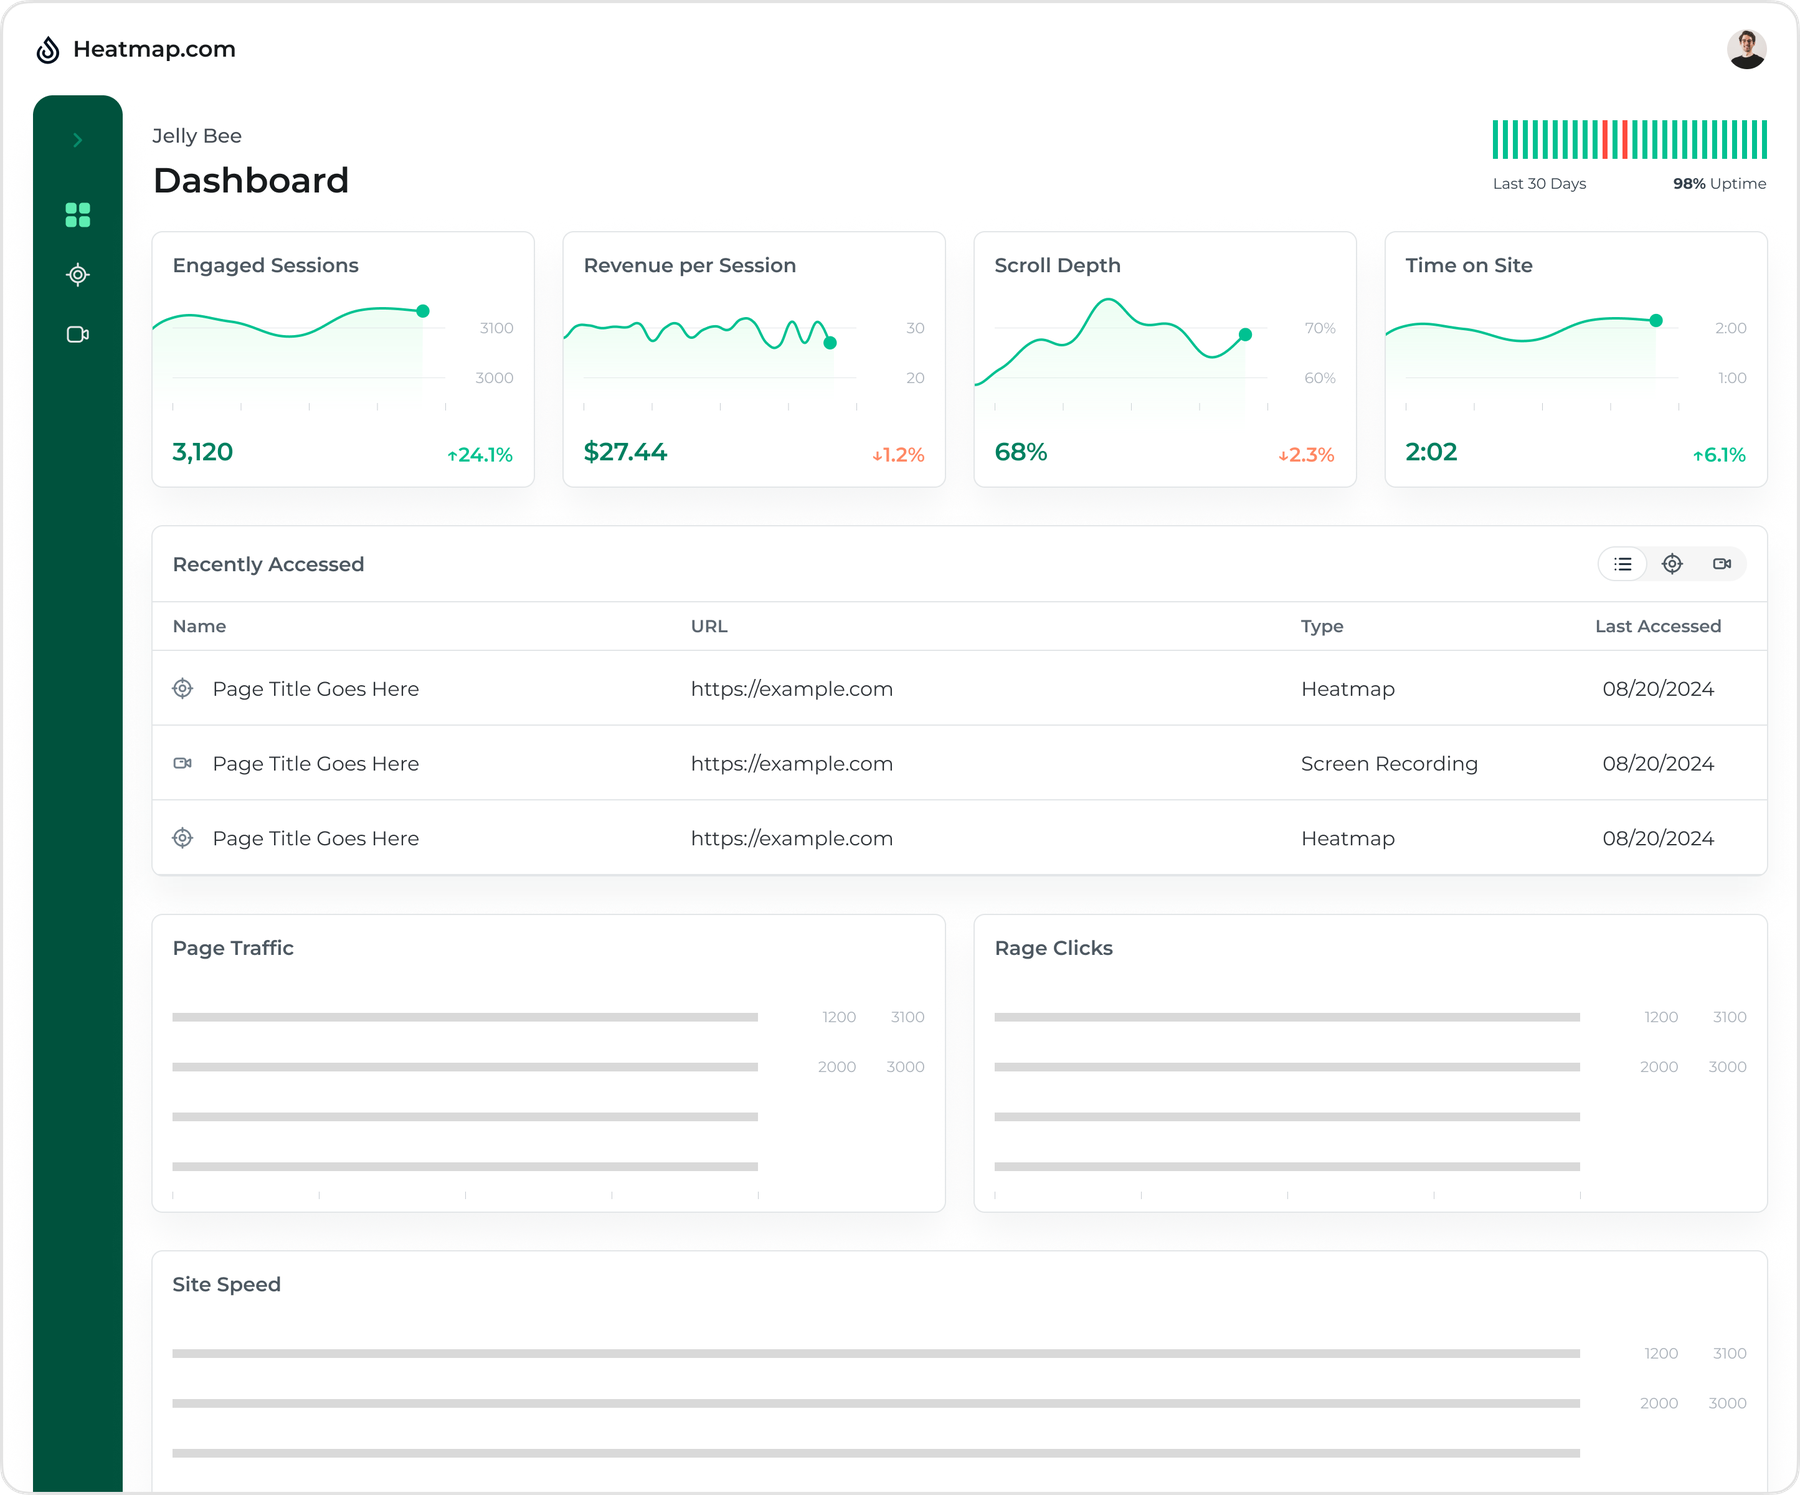 Heatmap.com
Jelly Bee
Dashboard
Last 30 Days 98% Uptime
Engaged Sessions
3100
3000
3,120 ↑24.1%
Revenue per Session
30
20
$27.44 ↓1.2%
Scroll Depth
70%
60%
68% ↓2.3%
Time on Site
2:00
1:00
2:02 ↑6.1%
Recently Accessed
Name URL Type Last Accessed
Page Title Goes Here https://example.com Heatmap 08/20/2024
Page Title Goes Here https://example.com Screen Recording 08/20/2024
Page Title Goes Here https://example.com Heatmap 08/20/2024
Page Traffic
1200 3100
2000 3000
Rage Clicks
1200 3100
2000 3000
Site Speed
1200 3100
2000 3000